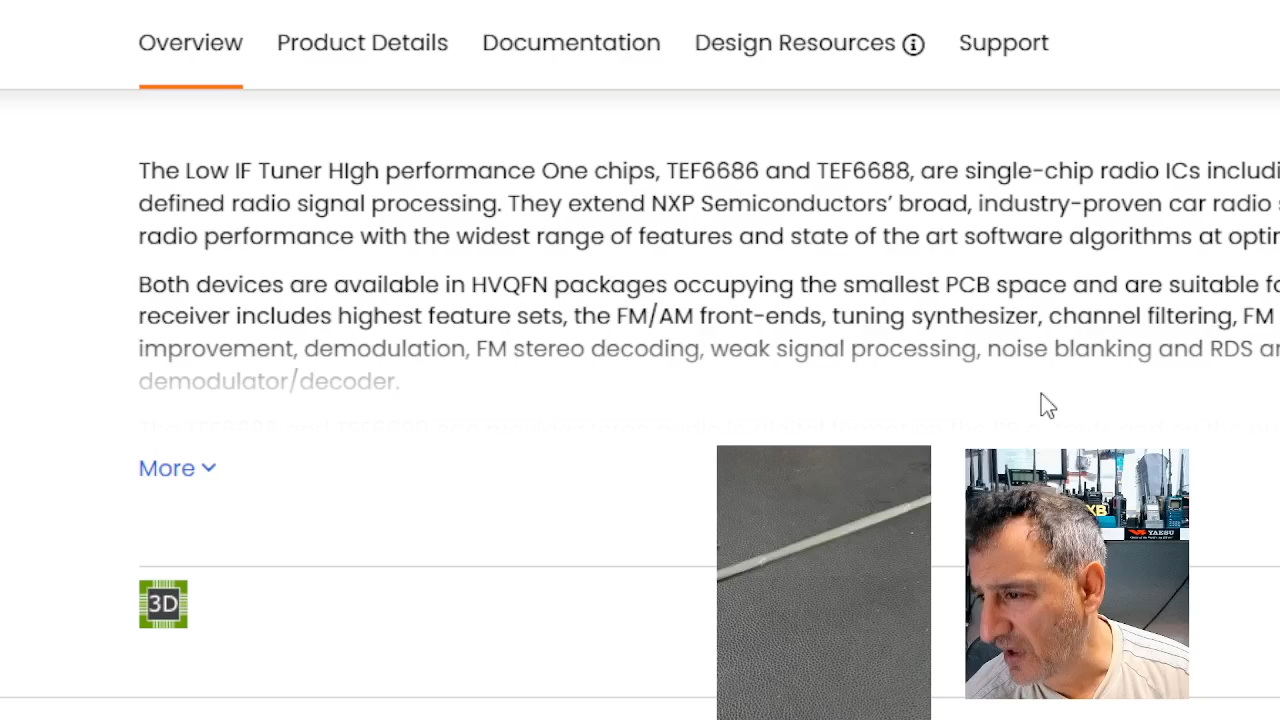 Overview Product Details Documentation Design Resources Support
The Low IF Tuner HIgh performance One chips, TEF6686 and TEF6688, are single-chip radio ICs
defined radio signal processing. They extend NXP Semiconductors’ broad, industry-proven car radio
radio performance with the widest range of features and state of the art software algorithms at
Both devices are available in HVQFN packages occupying the smallest PCB space and are suitable
receiver includes highest feature sets, the FM/AM front-ends, tuning synthesizer, channel filtering, FM
improvement, demodulation, FM stereo decoding, weak signal processing, noise blanking and RDS
demodulator/decoder.
More
3D
XB
YAESU